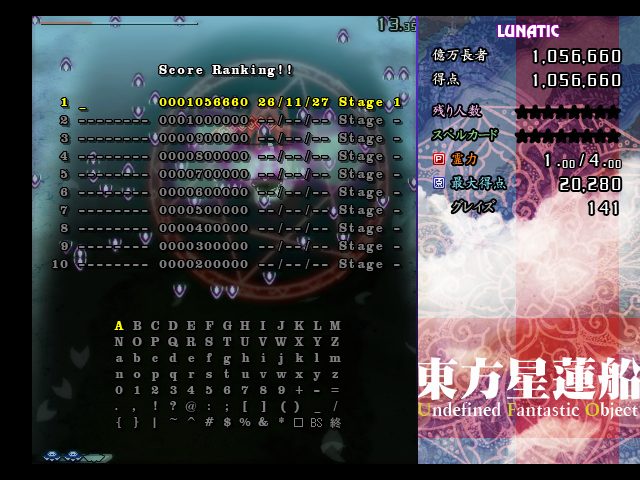 13.35
Score Ranking!!
1 _ 0001056660 26/11/27 Stage 1
2 -------- 0001000000 --/--/-- Stage -
3 -------- 0000900000 --/--/-- Stage -
4 -------- 0000800000 --/--/-- Stage -
5 -------- 0000700000 --/--/-- Stage -
6 -------- 0000600000 --/--/-- Stage -
7 -------- 0000500000 --/--/-- Stage -
8 -------- 0000400000 --/--/-- Stage -
9 -------- 0000300000 --/--/-- Stage -
10 -------- 0000200000 --/--/-- Stage -
A B C D E F G H I J K L M
N O P Q R S T U V W X Y Z
a b c d e f g h i j k l m
n o p q r s t u v w x y z
0 1 2 3 4 5 6 7 8 9 + - =
. , ! ? @ : ; [ ] ( ) _ /
{ } | ~ ^ # $ % & * □ BS 終
LUNATIC
億万長者 1,056,660
得点 1,056,660
残り人数
スペルカード
P 霊力 1.00/4.00
最大得点 20,280
グレイズ 141
東方星蓮船
Undefined Fantastic Object